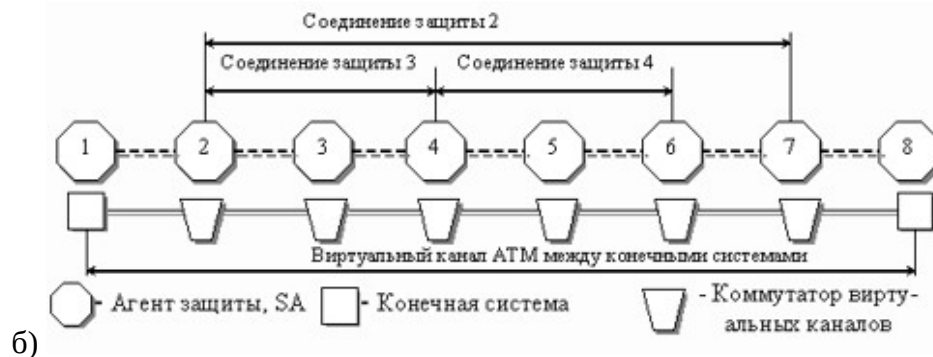 Соединение защиты 2
Соединение защиты 3 Соединение защиты 4
1 2 3 4 5 6 7 8
Виртуальный канал АТМ между конечными системами
- Агент защиты, SA - Конечная система - Коммутатор вирту-
альных каналов
б)